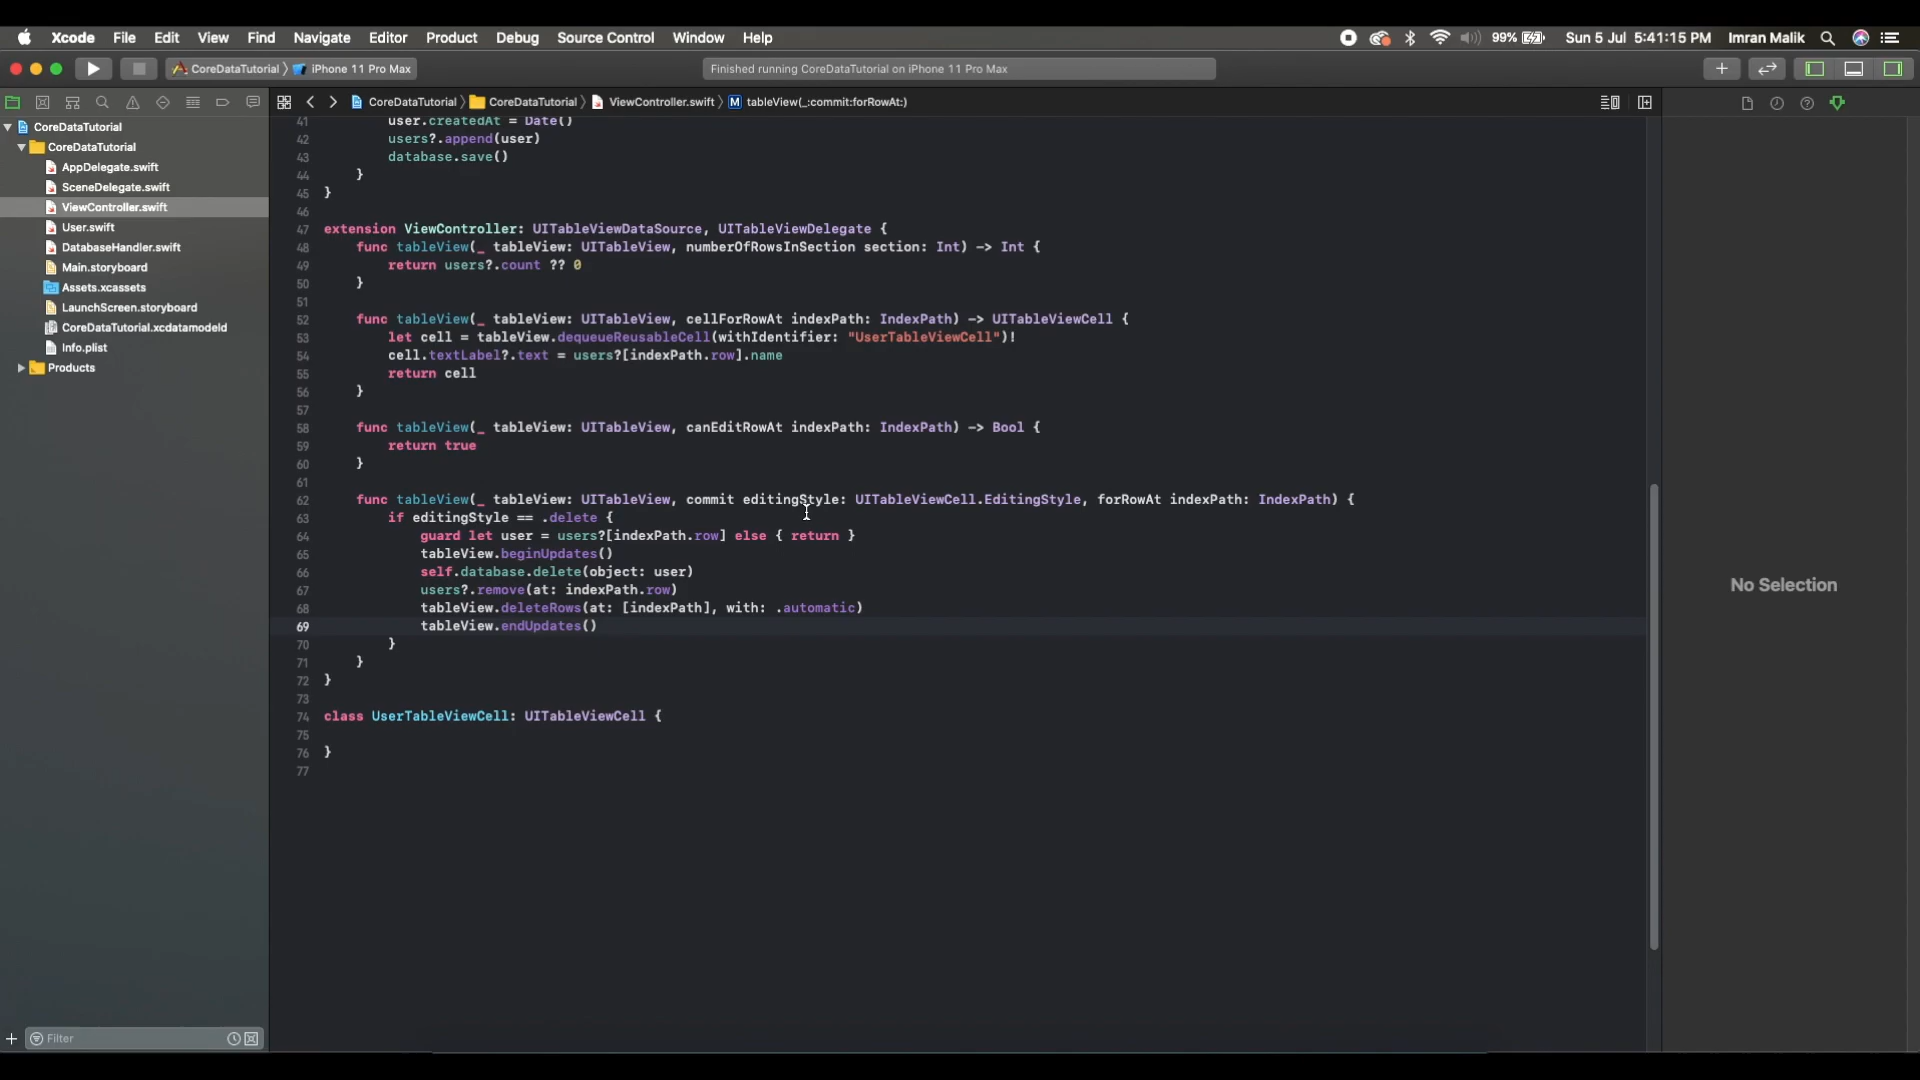 Xcode File Edit View Find Navigate Editor Product Debug Source Control Window Help 99% Sun 5 Jul 5:41:15 PM Imran Malik
CoreDataTutorial iPhone 11 Pro Max Finished running CoreDataTutorial on iPhone 11 Pro Max
CoreDataTutorial CoreDataTutorial ViewController.swift M tableView(_:commit:forRowAt:)
CoreDataTutorial
CoreDataTutorial
AppDelegate.swift
SceneDelegate.swift
ViewController.swift
User.swift
DatabaseHandler.swift
Main.storyboard
Assets.xcassets
LaunchScreen.storyboard
CoreDataTutorial.xcdatamodeld
Info.plist
Products
Filter
41 user.createdAt = Date()
42 users?.append(user)
43 database.save()
44 }
45 }
46
47 extension ViewController: UITableViewDataSource, UITableViewDelegate {
48 func tableView(_ tableView: UITableView, numberOfRowsInSection section: Int) -> Int {
49 return users?.count ?? 0
50 }
51
52 func tableView(_ tableView: UITableView, cellForRowAt indexPath: IndexPath) -> UITableViewCell {
53 let cell = tableView.dequeueReusableCell(withIdentifier: "UserTableViewCell")!
54 cell.textLabel?.text = users?[indexPath.row].name
55 return cell
56 }
57
58 func tableView(_ tableView: UITableView, canEditRowAt indexPath: IndexPath) -> Bool {
59 return true
60 }
61
62 func tableView(_ tableView: UITableView, commit editingStyle: UITableViewCell.EditingStyle, forRowAt indexPath: IndexPath) {
63 if editingStyle == .delete {
64 guard let user = users?[indexPath.row] else { return }
65 tableView.beginUpdates()
66 self.database.delete(object: user)
67 users?.remove(at: indexPath.row)
68 tableView.deleteRows(at: [indexPath], with: .automatic)
69 tableView.endUpdates()
70 }
71 }
72 }
73
74 class UserTableViewCell: UITableViewCell {
75
76 }
77
No Selection